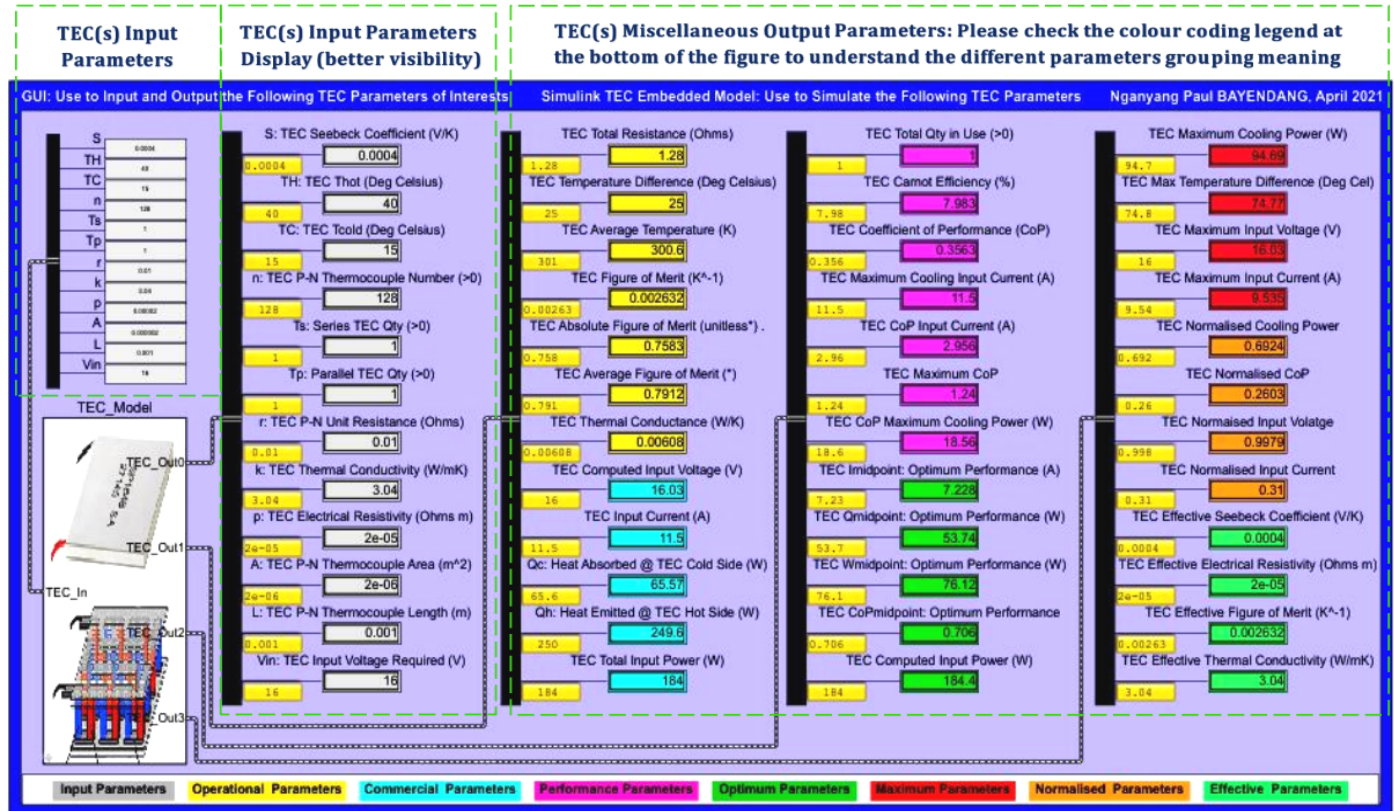 TEC(s) Input
Parameters
TEC(s) Input Parameters
Display (better visibility)
TEC(s) Miscellaneous Output Parameters: Please check the colour coding legend at
the bottom of the figure to understand the different parameters grouping meaning
GUI: Use to Input and Output the Following TEC Parameters of Interests
Simulink TEC Embedded Model: Use to Simulate the Following TEC Parameters
Nganyang Paul BAYENDANG, April 2021
S
0.0004
TH
40
TC
15
n
128
Ts
1
Tp
1
r
0.01
k
p
0.00002
A
0.000002
L
0.001
Vin
16
TEC_Model
TEC_Out0
TEC_Out1
TEC_In
TEC_Out2
Out3
S: TEC Seebeck Coefficient (V/K)
0.0004
0.0004
TH: TEC Thot (Deg Celsius)
40
40
TC: TEC Tcold (Deg Celsius)
15
15
n: TEC P-N Thermocouple Number (>0)
128
128
Ts: Series TEC Qty (>0)
1
1
Tp: Parallel TEC Qty (>0)
1
1
r: TEC P-N Unit Resistance (Ohms)
0.01
0.01
k: TEC Thermal Conductivity (W/mK)
3.04
3.04
p: TEC Electrical Resistivity (Ohms m)
2e-05
2e-05
A: TEC P-N Thermocouple Area (m^2)
2e-06
2e-06
L: TEC P-N Thermocouple Length (m)
0.001
0.001
Vin: TEC Input Voltage Required (V)
16
16
TEC Total Resistance (Ohms)
1.28
1.28
TEC Temperature Difference (Deg Celsius)
25
25
TEC Average Temperature (K)
300.6
301
TEC Figure of Merit (K^-1)
0.002632
0.00263
TEC Absolute Figure of Merit (unitless*) .
0.7583
0.758
TEC Average Figure of Merit (*)
0.7912
0.791
TEC Thermal Conductance (W/K)
0.00608
0.00608
TEC Computed Input Voltage (V)
16.03
16
TEC Input Current (A)
11.5
11.5
Qc: Heat Absorbed @ TEC Cold Side (W)
65.57
65.6
Qh: Heat Emitted @ TEC Hot Side (W)
249.6
250
TEC Total Input Power (W)
184
184
TEC Total Qty in Use (>0)
1
1
TEC Carnot Efficiency (%)
7.983
7.98
TEC Coefficient of Performance (CoP)
0.3563
0.356
TEC Maximum Cooling Input Current (A)
11.5
11.5
TEC CoP Input Current (A)
2.956
2.96
TEC Maximum CoP
1.24
1.24
TEC CoP Maximum Cooling Power (W)
18.56
18.6
TEC Imidpoint: Optimum Performance (A)
7.228
7.23
TEC Qmidpoint: Optimum Performance (W)
53.74
53.7
TEC Wmidpoint: Optimum Performance (W)
76.12
76.1
TEC CoPmidpoint: Optimum Performance
0.706
0.706
TEC Computed Input Power (W)
184.4
184
TEC Maximum Cooling Power (W)
94.69
94.7
TEC Max Temperature Difference (Deg Cel)
74.77
74.8
TEC Maximum Input Voltage (V)
16.03
16
TEC Maximum Input Current (A)
9.535
9.54
TEC Normalised Cooling Power
0.6924
0.692
TEC Normalised CoP
0.2603
0.26
TEC Normaised Input Volatge
0.9979
0.998
TEC Normalised Input Current
0.31
0.31
TEC Effective Seebeck Coefficient (V/K)
0.0004
0.0004
TEC Effective Electrical Resistivity (Ohms m)
2e-05
2e-05
TEC Effective Figure of Merit (K^-1)
0.002632
0.00263
TEC Effective Thermal Conductivity (W/mK)
3.04
3.04
Input Parameters
Operational Parameters
Commercial Parameters
Performance Parameters
Optimum Parameters
Maximum Parameters
Normalised Parameters
Effective Parameters